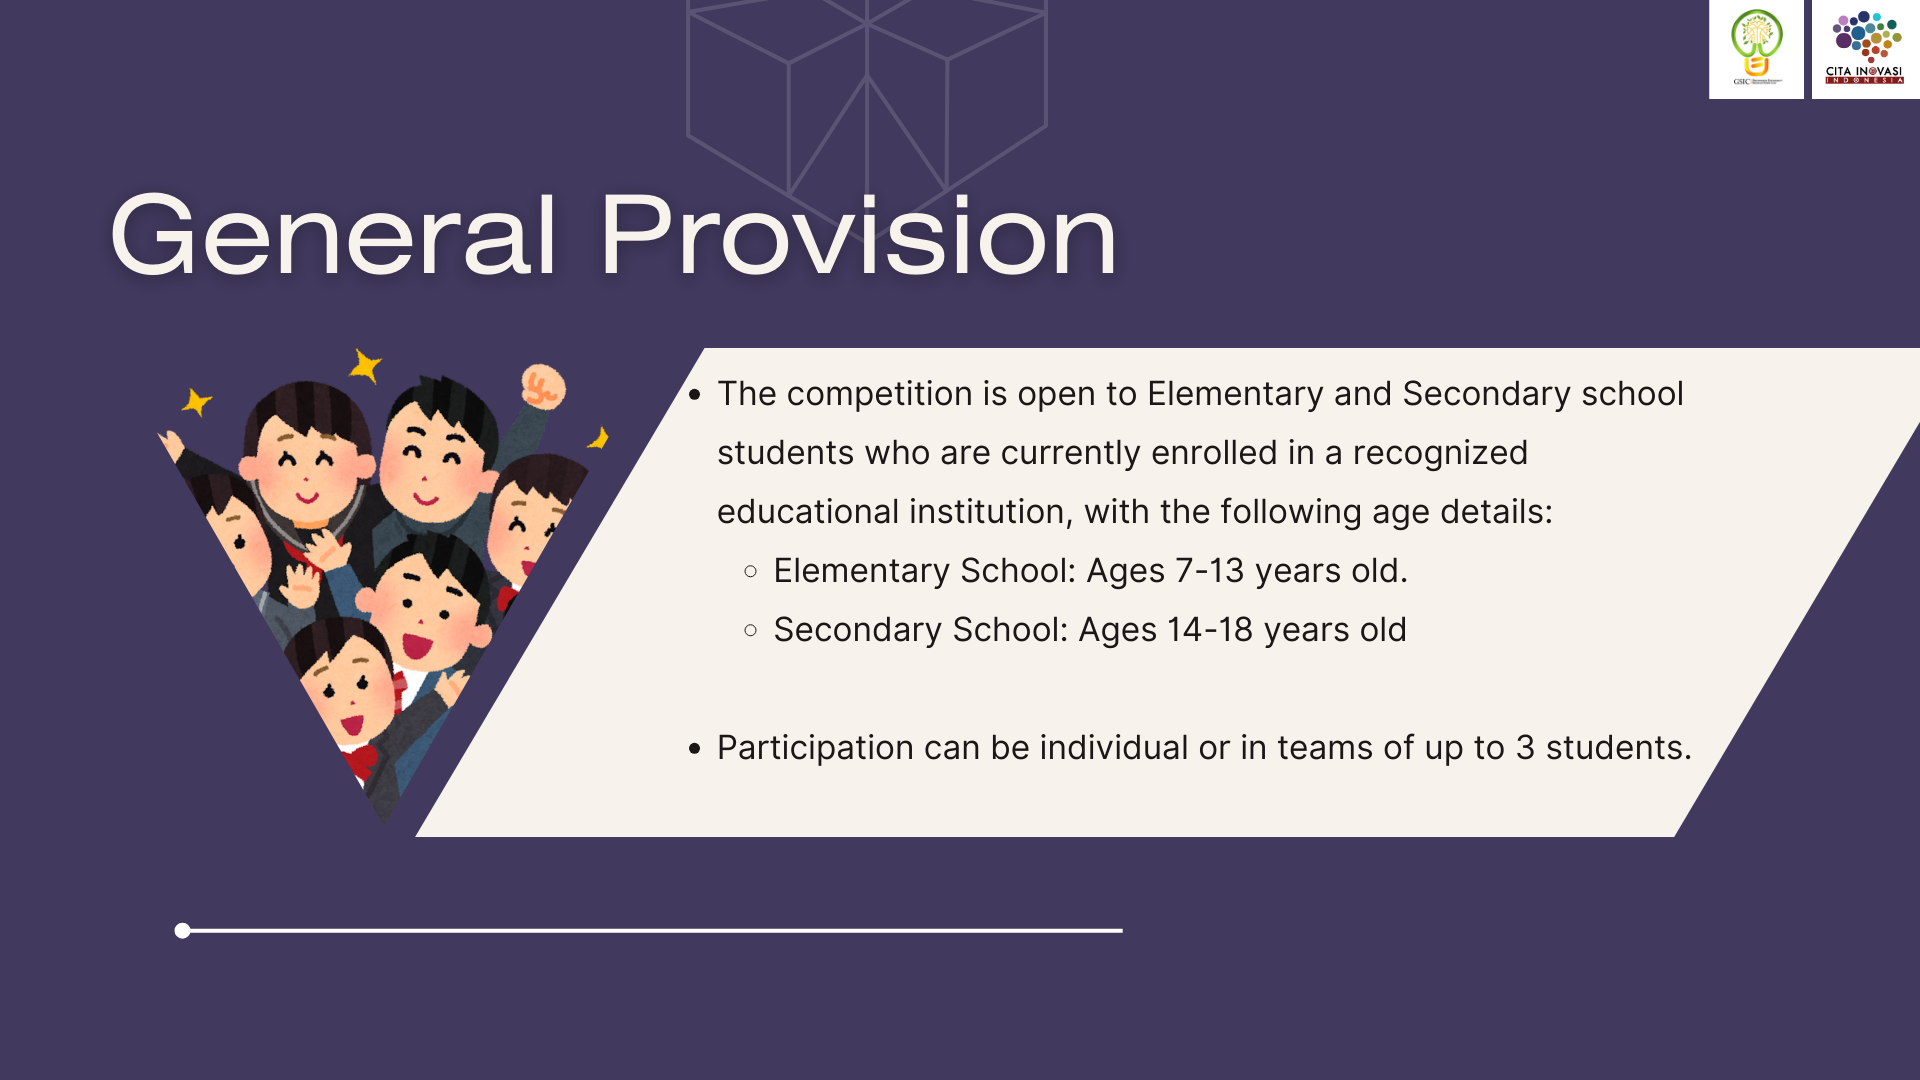 GSIC
CITA INOVASI
INDONESIA
General Provision
• The competition is open to Elementary and Secondary school
students who are currently enrolled in a recognized
educational institution, with the following age details:
○ Elementary School: Ages 7-13 years old.
○ Secondary School: Ages 14-18 years old
• Participation can be individual or in teams of up to 3 students.